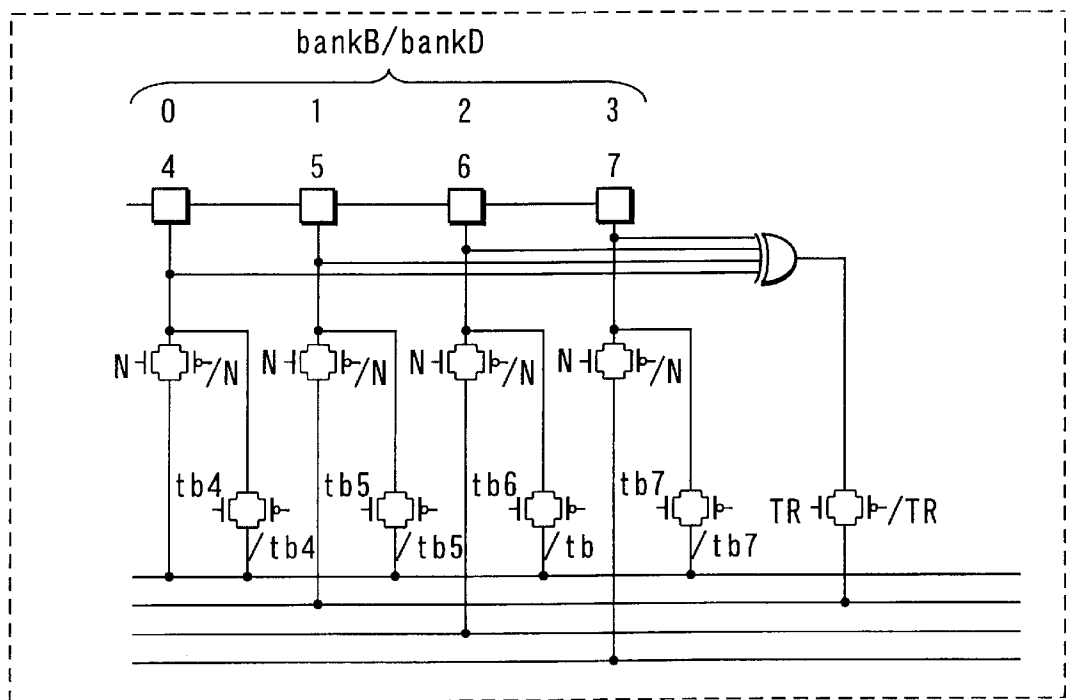 bankB/bankD
0 1 2 3
4 5 6 7
N /N N /N N /N N /N
tb4 tb5 tb6 tb7
TR /TR
/tb4 /tb5 /tb /tb7